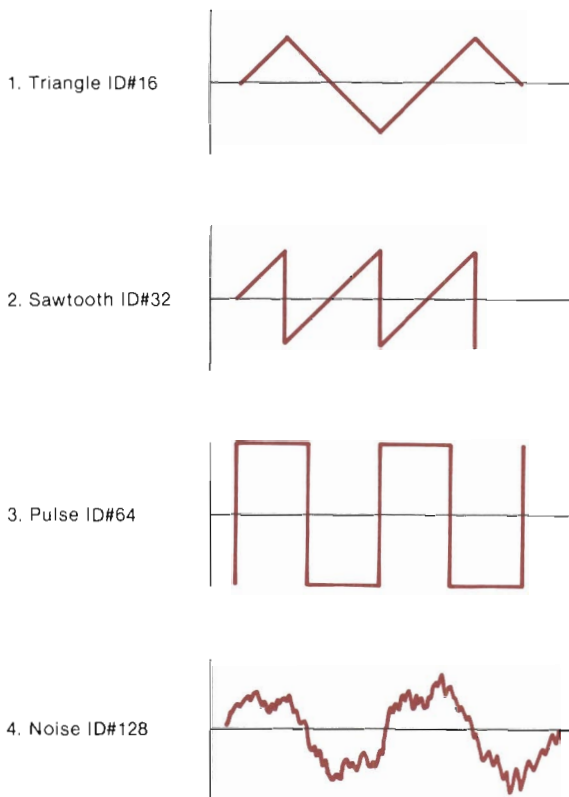 1. Triangle ID#16
2. Sawtooth ID#32
3. Pulse ID#64
4. Noise ID#128